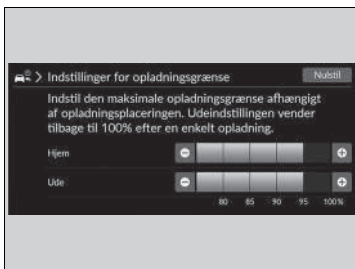 > Indstillinger for opladningsgrænse Nulstil
Indstil den maksimale opladningsgrænse afhængigt
af opladningsplaceringen. Udeindstillingen vender
tilbage til 100% efter en enkelt opladning.
Hjem
Ude
80 85 90 95 100%